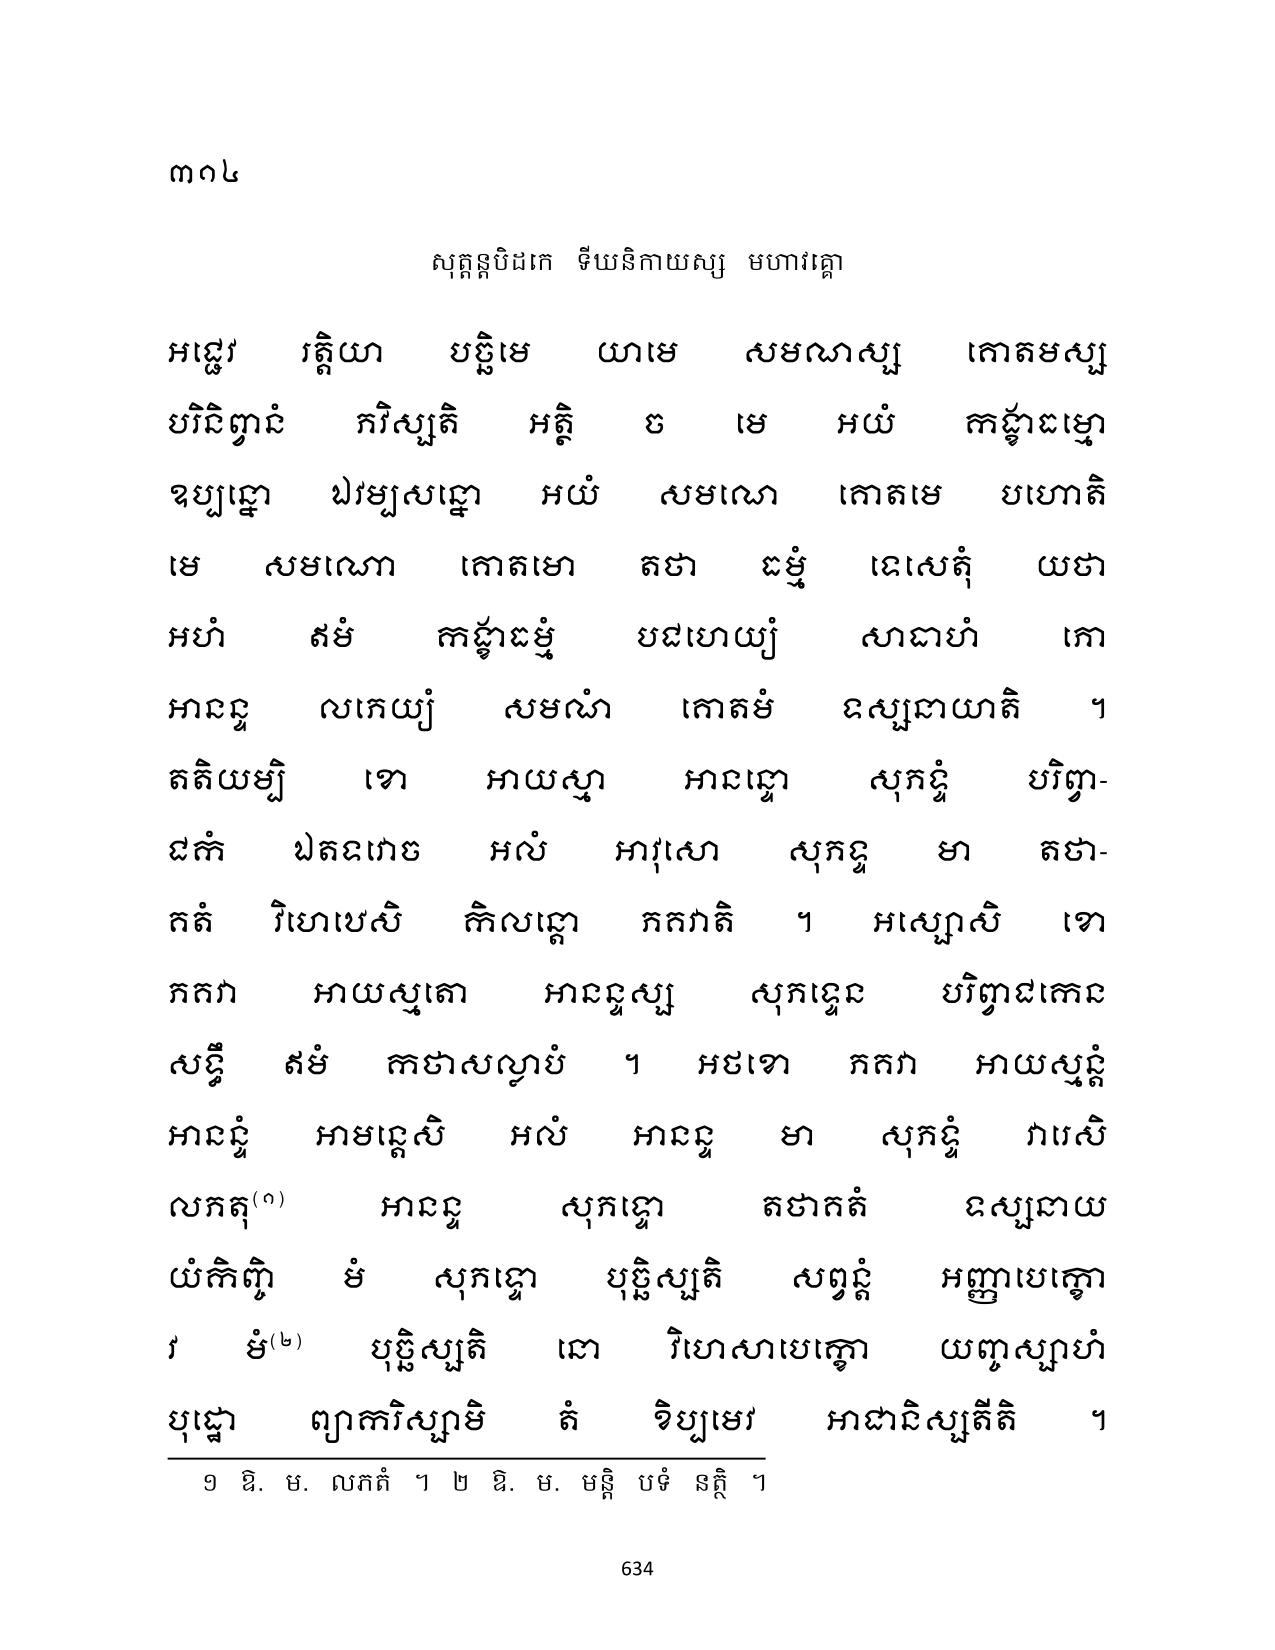 ៣១៤
សុត្តន្តបិដកេ ទីឃនិកាយស្ស មហាវគ្គោ
អជ្ជេវ រត្តិយា បច្ឆិមេ យាមេ សមណស្ស គោតមស្ស
បរិនិព្វានំ ភវិស្សតិ អត្ថិ ច មេ អយំ កង្ខាធម្មោ
ឧប្បន្នោ ឯវម្បសន្នោ អយំ សមណេ គោតមេ បហោតិ
មេ សមណោ គោតមោ តថា ធម្មំ ទេសេតុំ យថា
អហំ ឥមំ កង្ខាធម្មំ បជហេយ្យំ សាធាហំ ភោ
អានន្ទ លភេយ្យំ សមណំ គោតមំ ទស្សនាយាតិ ។
តតិយម្បិ ខោ អាយស្មា អានន្ទោ សុភទ្ទំ បរិព្វា-
ជកំ ឯតទវោច អលំ អាវុសោ សុភទ្ទ មា តថា-
គតំ វិហេឋេសិ កិលន្តោ ភគវាតិ ។ អស្សោសិ ខោ
ភគវា អាយស្មតោ អានន្ទស្ស សុភទ្ទេន បរិព្វាជកេន
សទ្ធឹ ឥមំ កថាសល្លាបំ ។ អថខោ ភគវា អាយស្មន្តំ
អានន្ទំ អាមន្តេសិ អលំ អានន្ទ មា សុភទ្ទំ វារេសិ
លភតុ(១) អានន្ទ សុភទ្ទោ តថាគតំ ទស្សនាយ
យំកិញ្ចិ មំ សុភទ្ទោ បុច្ឆិស្សតិ សព្វន្តំ អញ្ញាបេក្ខោ
វ មំ(២) បុច្ឆិស្សតិ នោ វិហេសាបេក្ខោ យញ្ចស្សាហំ
បុដ្ឋោ ព្យាករិស្សាមិ តំ ខិប្បមេវ អាជានិស្សតីតិ ។
១ ឱ. ម. លភតំ ។ ២ ឱ. ម. មន្តិ បទំ នត្ថិ ។
634